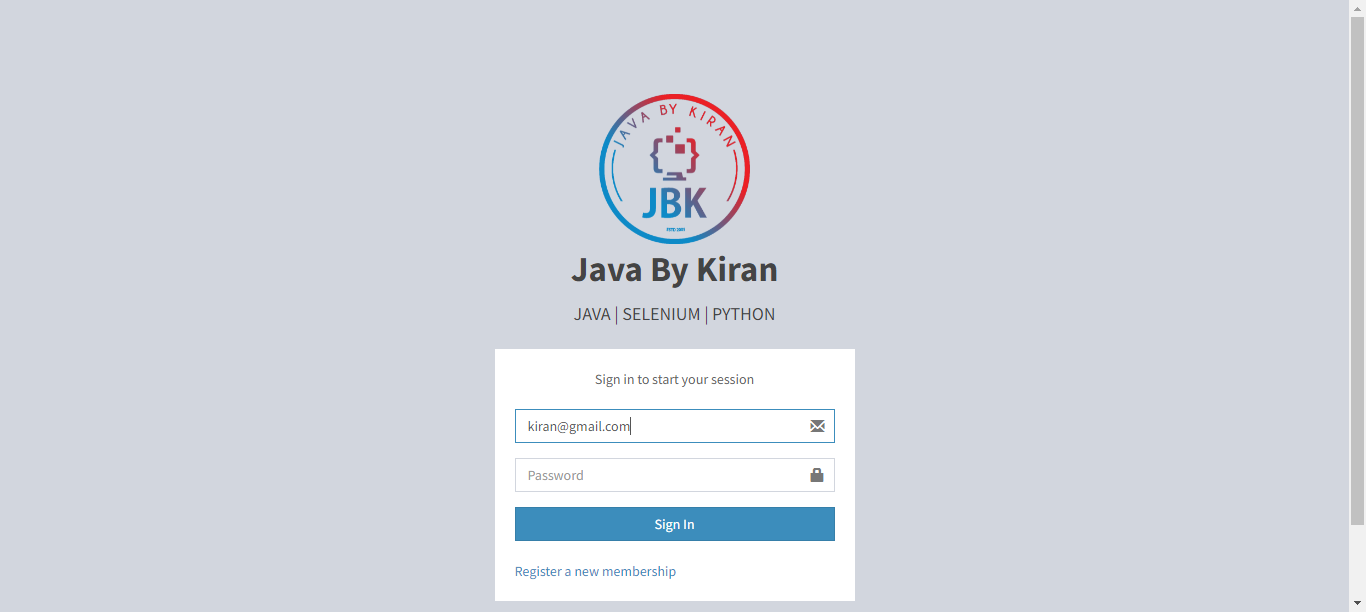 JAVA BY KIRAN
JBK
Java By Kiran
JAVA | SELENIUM | PYTHON
Sign in to start your session
kiran@gmail.com
Password
Sign In
Register a new membership